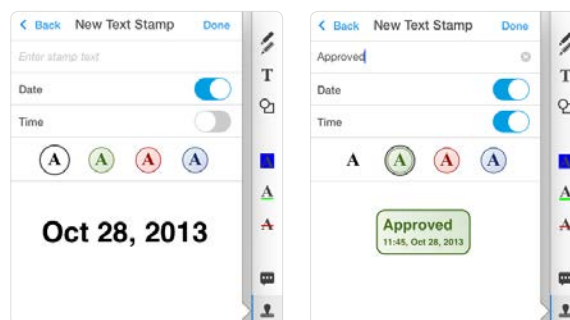 Back New Text Stamp Done
Enter stamp text
Date
Time
A A A A
Oct 28, 2013
T
A
A
A
Back New Text Stamp Done
Approved
Date
Time
A A A A
Approved
11:45, Oct 28, 2013
T
A
A
A